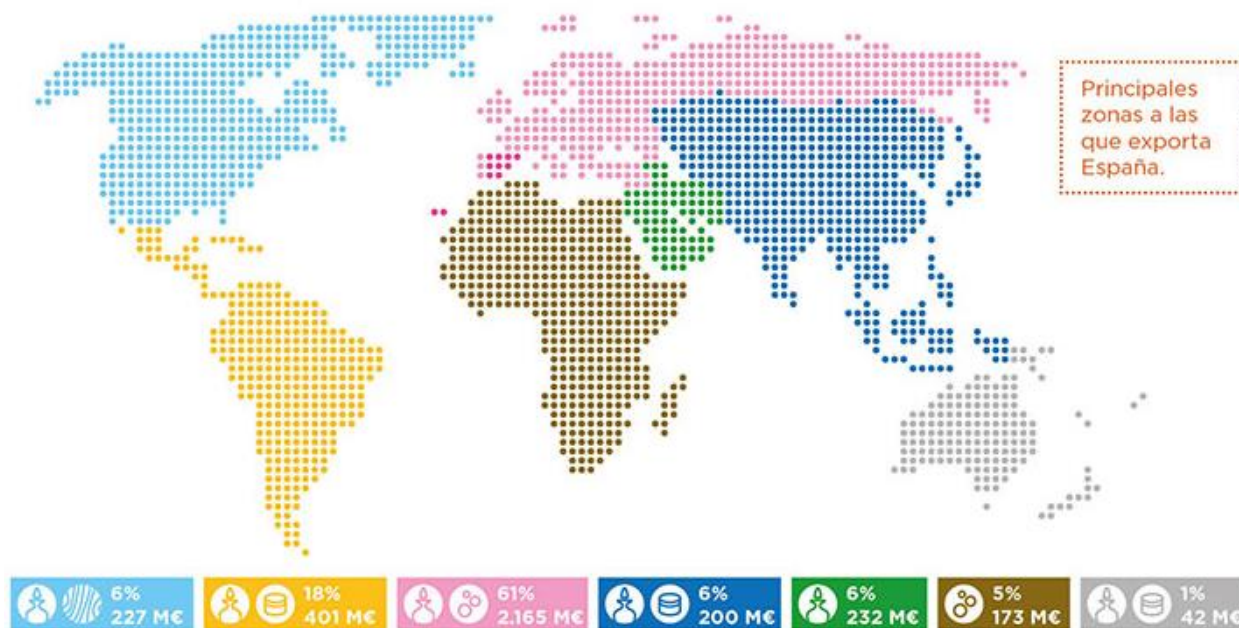 Principales
zonas a las
que exporta
España.
6%
227 M€
18%
401 M€
61%
2.165 M€
6%
200 M€
6%
232 M€
5%
173 M€
1%
42 M€